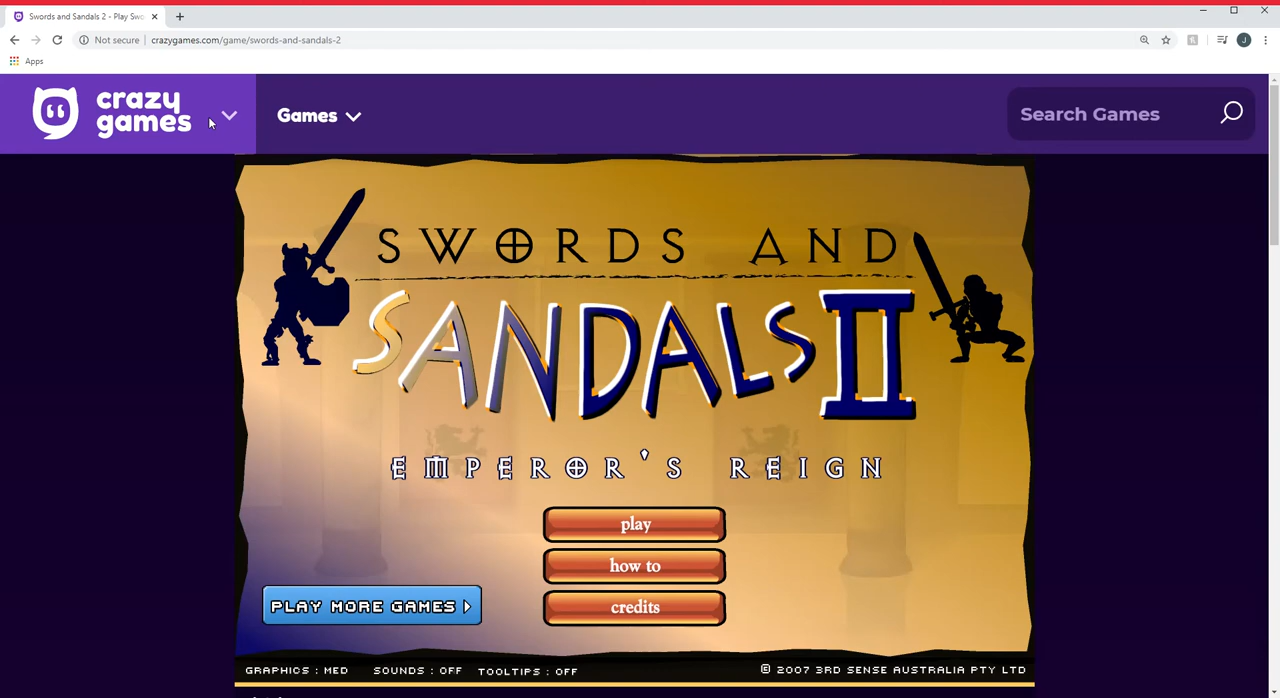 Swords and Sandals 2 - Play Swo
Not secure
crazygames.com/game/swords-and-sandals-2
J
Apps
crazy
games
Games
Search Games
SWORDS AND
SANDALS II
EMPEROR'S REIGN
play
how to
credits
PLAY MORE GAMES
GRAPHICS : MED SOUNDS : OFF TOOLTIPS : OFF
© 2007 3RD SENSE AUSTRALIA PTY LTD